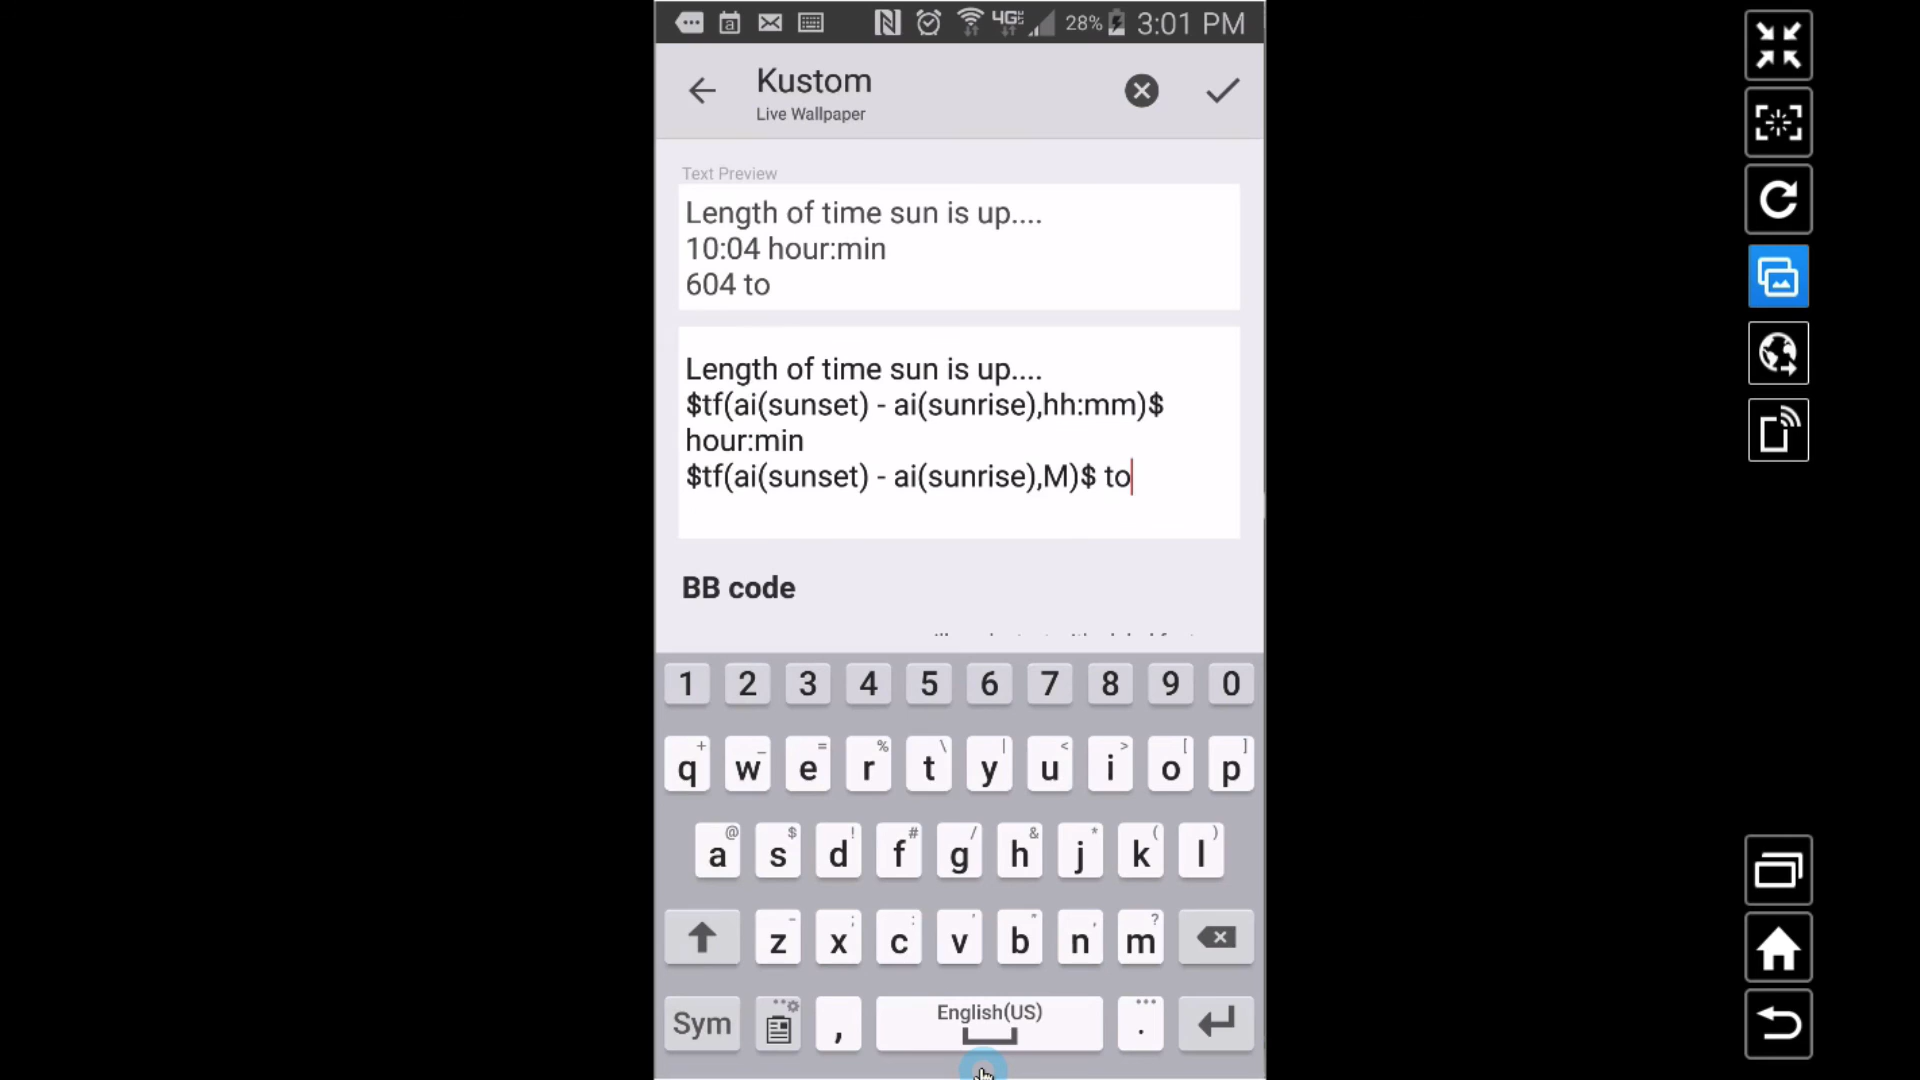 4G LTE 28% 3:01 PM
Kustom
Live Wallpaper
Text Preview
Length of time sun is up....
10:04 hour:min
604 to
Length of time sun is up....
$tf(ai(sunset) - ai(sunrise),hh:mm)$
hour:min
$tf(ai(sunset) - ai(sunrise),M)$ to
BB code
1 2 3 4 5 6 7 8 9 0
+ _ = % \ | < > [ ]
q w e r t y u i o p
@ $ ! # / & * ( )
a s d f g h j k l
- ; : ' " , ?
z x c v b n m
Sym , English(US) .